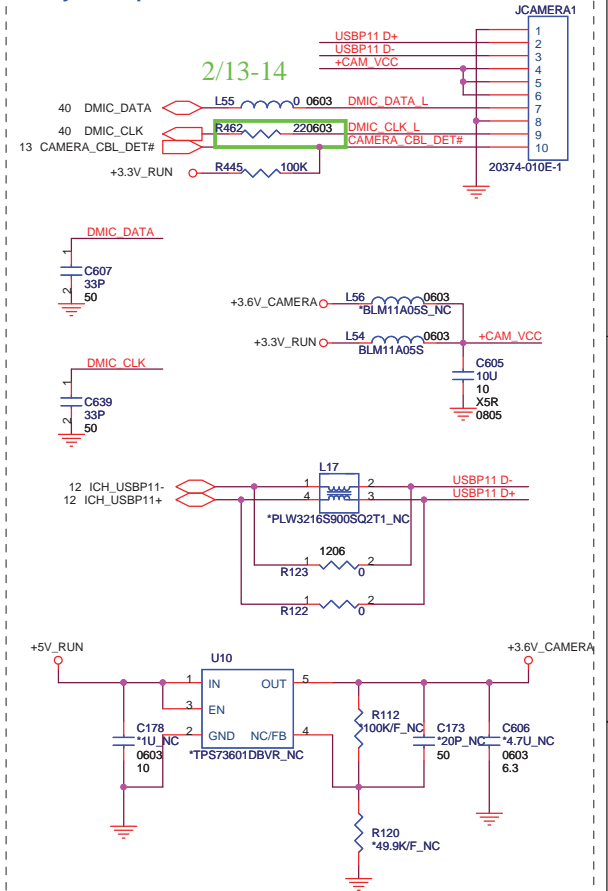 JCAMERA1
1
USBP11 D+ 2
USBP11 D- 3
+CAM_VCC 4
5
6
2/13-14
40 DMIC_DATA L55 0 0603 DMIC_DATA_L 7
8
40 DMIC_CLK R462 220603 DMIC_CLK_L 9
13 CAMERA_CBL_DET# CAMERA_CBL_DET# 10
+3.3V_RUN R445 100K 20374-010E-1
DMIC_DATA
1
C607
33P
2 50
+3.6V_CAMERA L56 0603
*BLM11A05S_NC
+3.3V_RUN L54 0603 +CAM_VCC
BLM11A05S
DMIC_CLK
C605
10U
10
X5R
0805
1
C639
33P
2 50
L17
12 ICH_USBP11- 1 2 USBP11 D-
12 ICH_USBP11+ 4 3 USBP11 D+
*PLW3216S900SQ2T1_NC
1206
1 2
R123 0
1 2
R122 0
+5V_RUN +3.6V_CAMERA
U10
1 IN OUT 5
3 EN
2 GND NC/FB 4
*TPS73601DBVR_NC
C178
*1U_NC
0603
10
R112
*100K/F_NC
C173
*20P_NC
50
C606
*4.7U_NC
0603
6.3
R120
*49.9K/F_NC